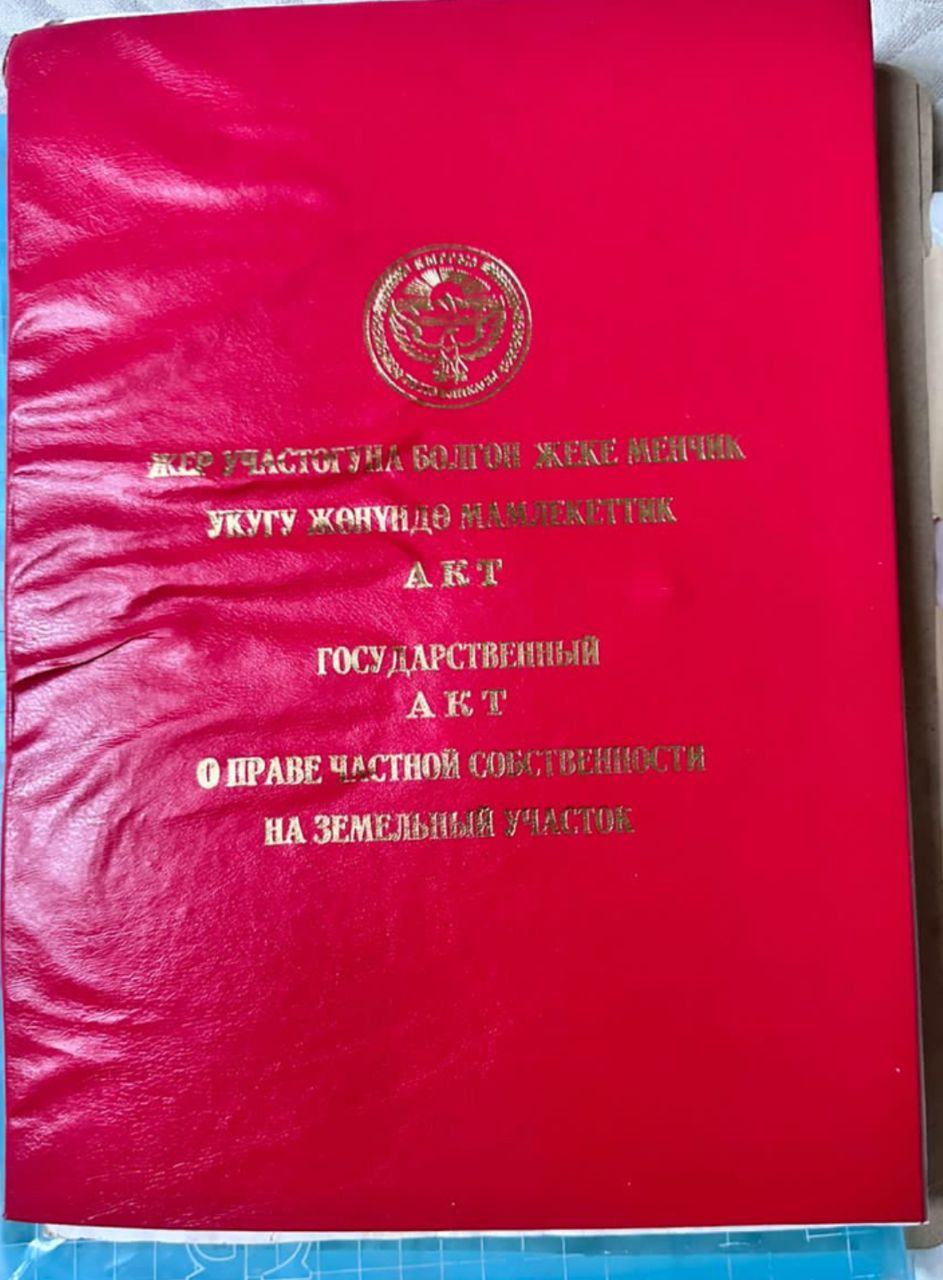 ЖЕР УЧАСТОГУНА БОЛГОН ЖЕКЕ МЕНЧИК
УКУГУ ЖӨНҮНДӨ МАМЛЕКЕТТИК
АКТ
ГОСУДАРСТВЕННЫЙ
АКТ
О ПРАВЕ ЧАСТНОЙ СОБСТВЕННОСТИ
НА ЗЕМЕЛЬНЫЙ УЧАСТОК